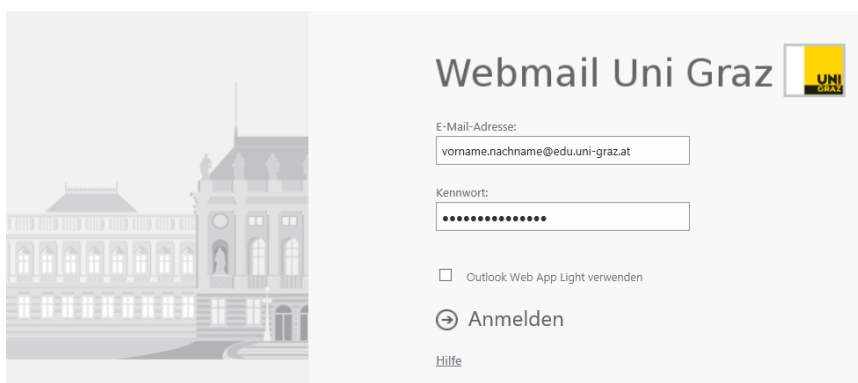 Webmail Uni Graz
UNI
GRAZ
E-Mail-Adresse:
vorname.nachname@edu.uni-graz.at
Kennwort:
●●●●●●●●●●●●●●●
Outlook Web App Light verwenden
Anmelden
Hilfe